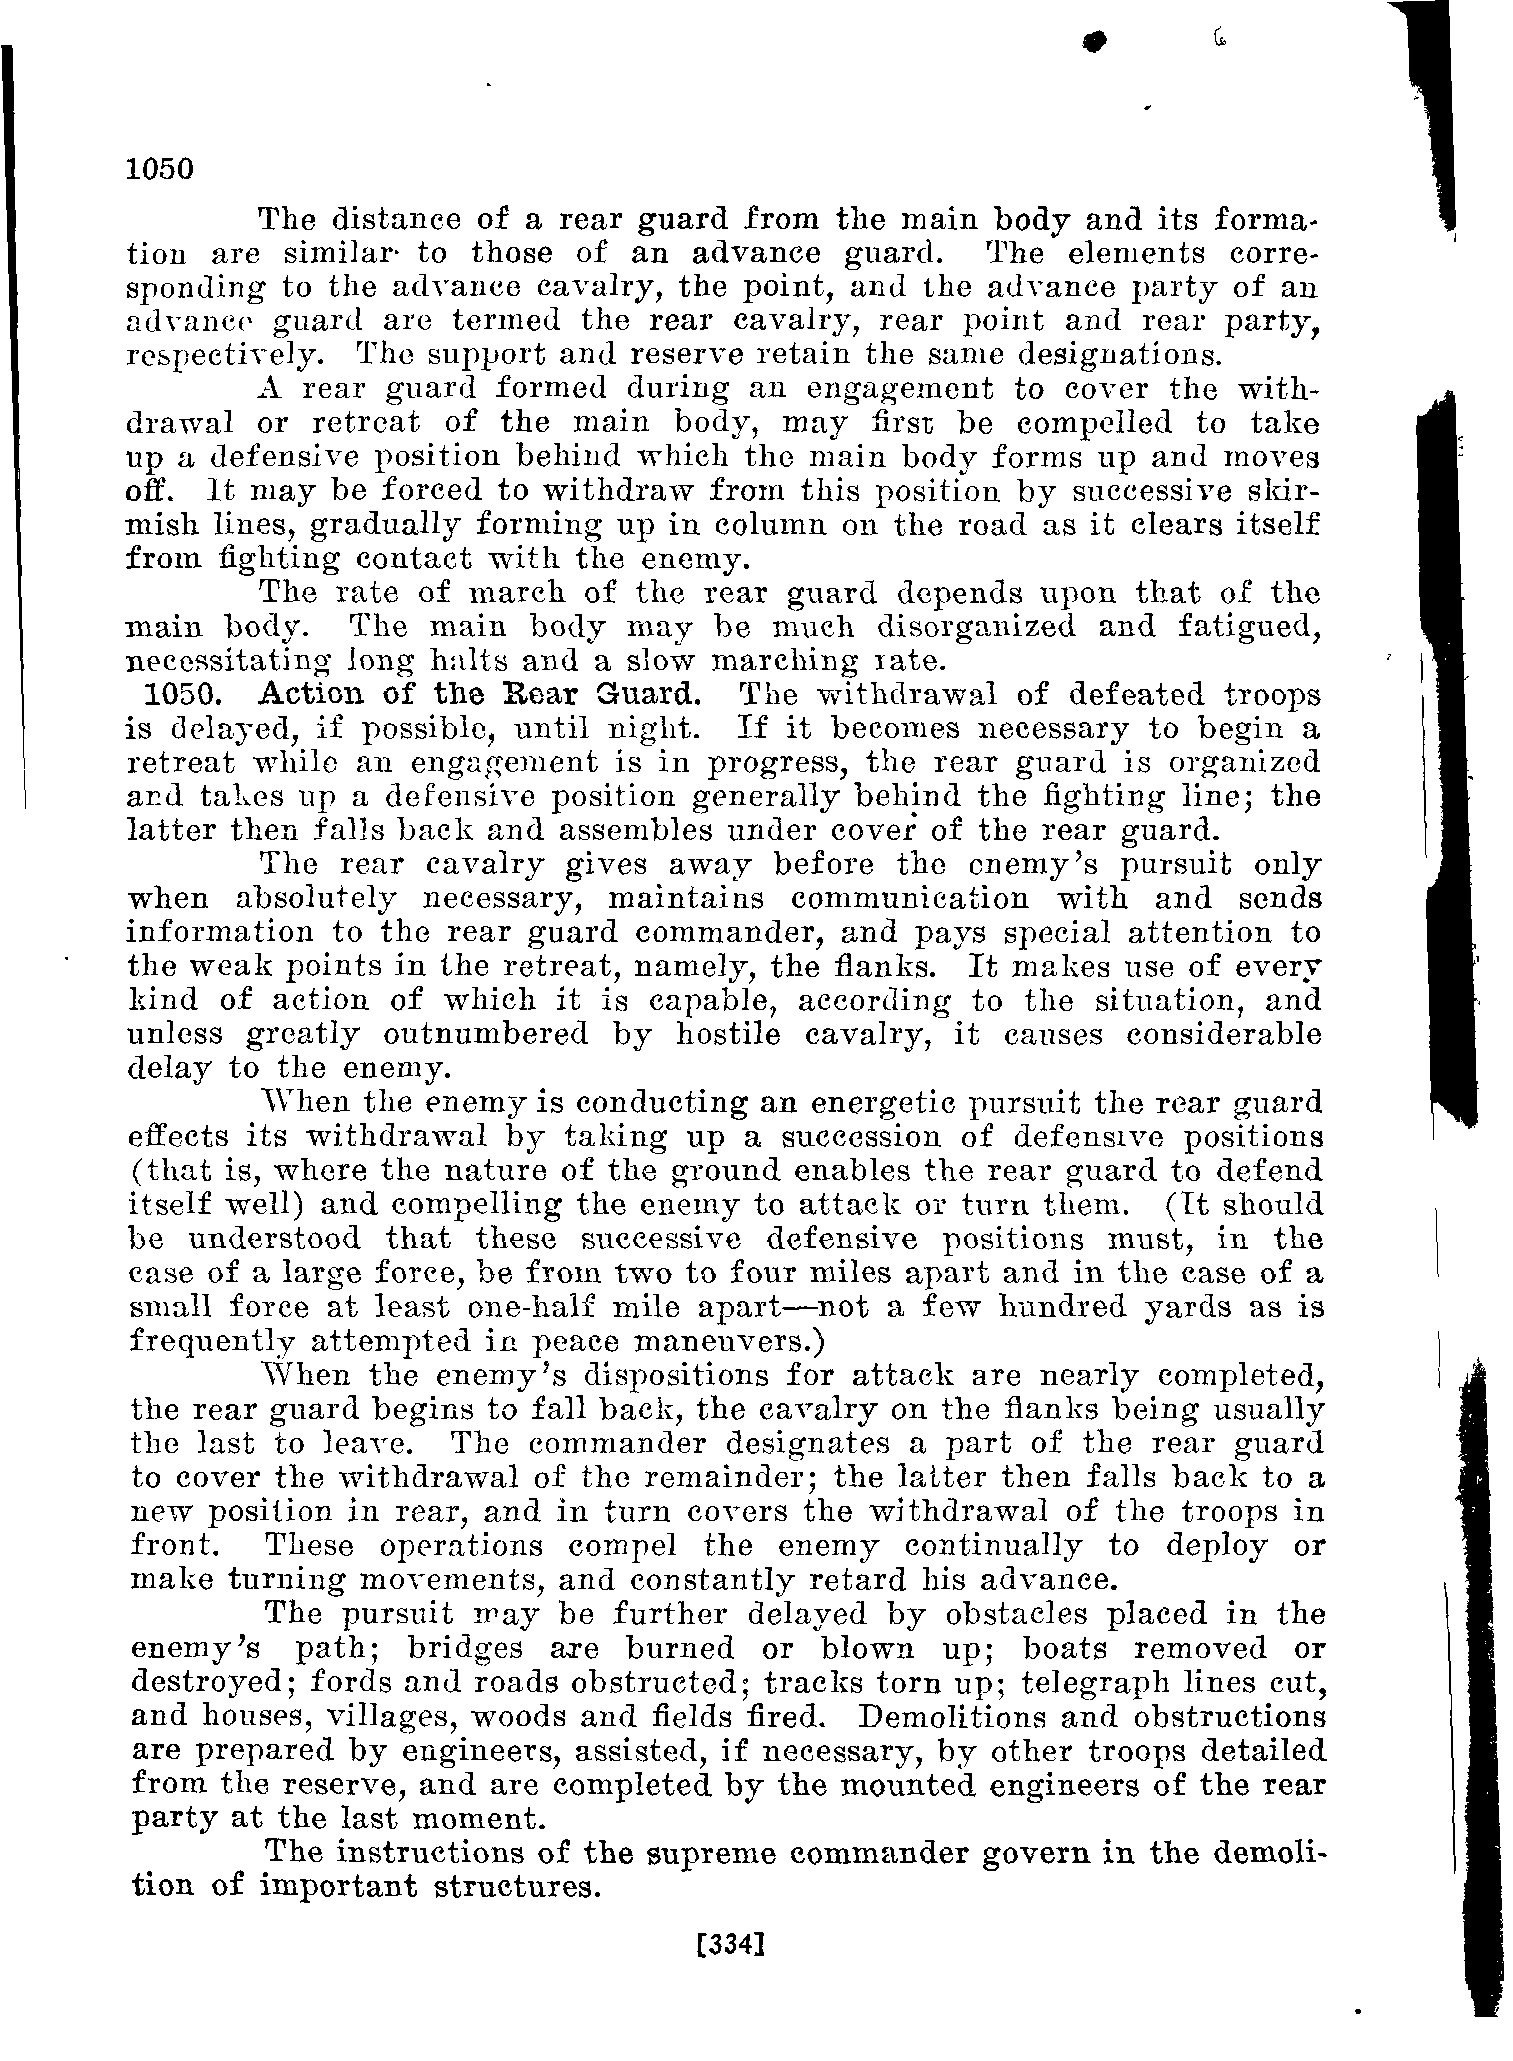 1050
The distance of a rear guard from the main body and its forma-
tion are similar to those of an advance guard. The elements corre-
sponding to the advance cavalry, the point, and the advance party of an
advance guard are termed the rear cavalry, rear point and rear party,
respectively. The support and reserve retain the same designations.
A rear guard formed during an engagement to cover the with-
drawal or retreat of the main body, may first be compelled to take
up a defensive position behind which the main body forms up and moves
off. It may be forced to withdraw from this position by successive skir-
mish lines, gradually forming up in column on the road as it clears itself
from fighting contact with the enemy.
The rate of march of the rear guard depends upon that of the
main body. The main body may be much disorganized and fatigued,
necessitating long halts and a slow marching rate.
1050. Action of the Rear Guard. The withdrawal of defeated troops
is delayed, if possible, until night. If it becomes necessary to begin a
retreat while an engagement is in progress, the rear guard is organized
and takes up a defensive position generally behind the fighting line; the
latter then falls back and assembles under cover of the rear guard.
The rear cavalry gives away before the enemy's pursuit only
when absolutely necessary, maintains communication with and sends
information to the rear guard commander, and pays special attention to
the weak points in the retreat, namely, the flanks. It makes use of every
kind of action of which it is capable, according to the situation, and
unless greatly outnumbered by hostile cavalry, it causes considerable
delay to the enemy.
When the enemy is conducting an energetic pursuit the rear guard
effects its withdrawal by taking up a succession of defensive positions
(that is, where the nature of the ground enables the rear guard to defend
itself well) and compelling the enemy to attack or turn them. (It should
be understood that these successive defensive positions must, in the
case of a large force, be from two to four miles apart and in the case of a
small force at least one-half mile apart—not a few hundred yards as is
frequently attempted in peace maneuvers.)
When the enemy's dispositions for attack are nearly completed,
the rear guard begins to fall back, the cavalry on the flanks being usually
the last to leave. The commander designates a part of the rear guard
to cover the withdrawal of the remainder; the latter then falls back to a
new position in rear, and in turn covers the withdrawal of the troops in
front. These operations compel the enemy continually to deploy or
make turning movements, and constantly retard his advance.
The pursuit may be further delayed by obstacles placed in the
enemy's path; bridges are burned or blown up; boats removed or
destroyed; fords and roads obstructed; tracks torn up; telegraph lines cut,
and houses, villages, woods and fields fired. Demolitions and obstructions
are prepared by engineers, assisted, if necessary, by other troops detailed
from the reserve, and are completed by the mounted engineers of the rear
party at the last moment.
The instructions of the supreme commander govern in the demoli-
tion of important structures.
[334]